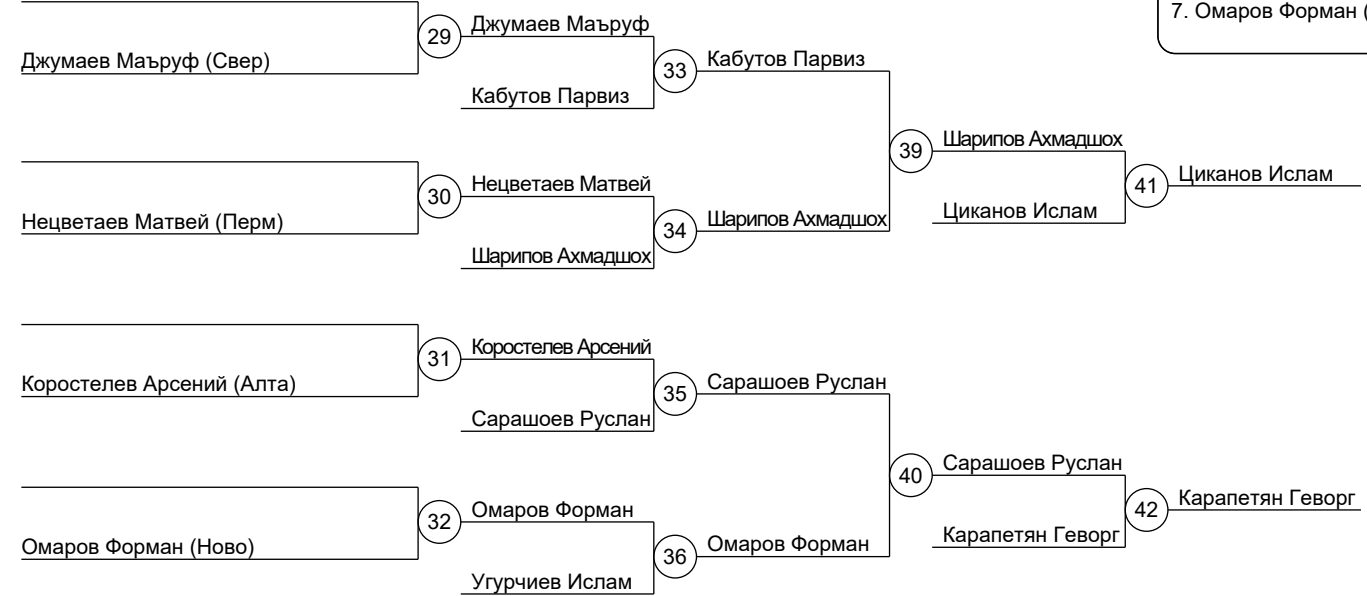 7. Омаров Форман (
29
Джумаев Маъруф
Джумаев Маъруф (Свер)
33
Кабутов Парвиз
Кабутов Парвиз
39
Шарипов Ахмадшох
30
Нецветаев Матвей
Нецветаев Матвей (Перм)
34
Шарипов Ахмадшох
Шарипов Ахмадшох
41
Циканов Ислам
Циканов Ислам
31
Коростелев Арсений
Коростелев Арсений (Алта)
35
Сарашоев Руслан
Сарашоев Руслан
40
Сарашоев Руслан
32
Омаров Форман
Омаров Форман (Ново)
36
Омаров Форман
Угурчиев Ислам
42
Карапетян Геворг
Карапетян Геворг